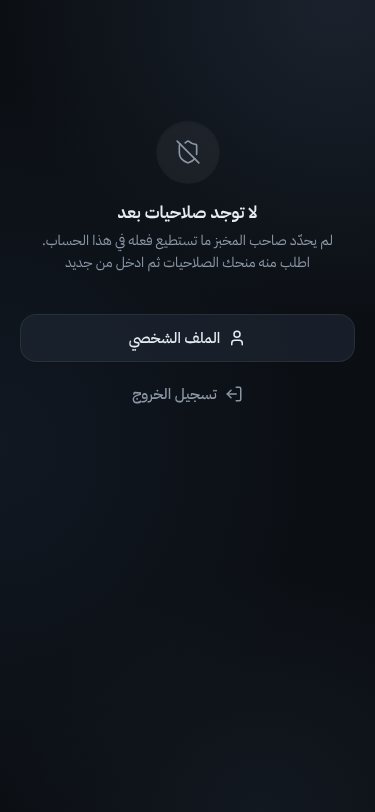 لا توجد صلاحيات بعد
لم يحدّد صاحب المخبز ما تستطيع فعله في هذا الحساب.
اطلب منه منحك الصلاحيات ثم ادخل من جديد
الملف الشخصي
تسجيل الخروج